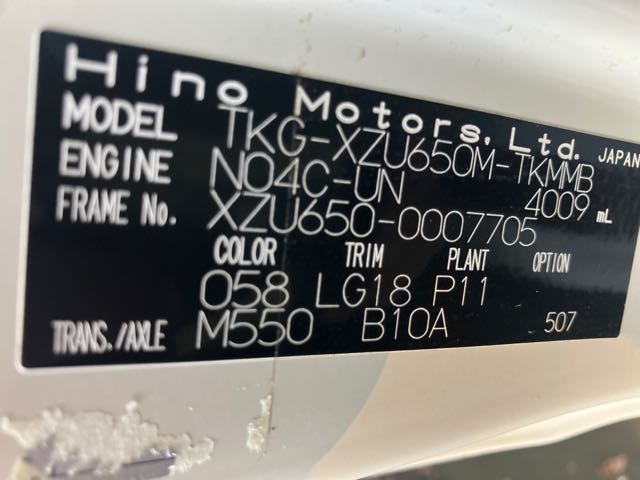 Hino Motors, Ltd. JAPAN
MODEL TKG-XZU650M-TKMMB
ENGINE N04C-UN 4009 mL
FRAME No. XZU650-0007705
COLOR TRIM PLANT OPTION
058 LG18 P11
TRANS./AXLE M550 B10A 507